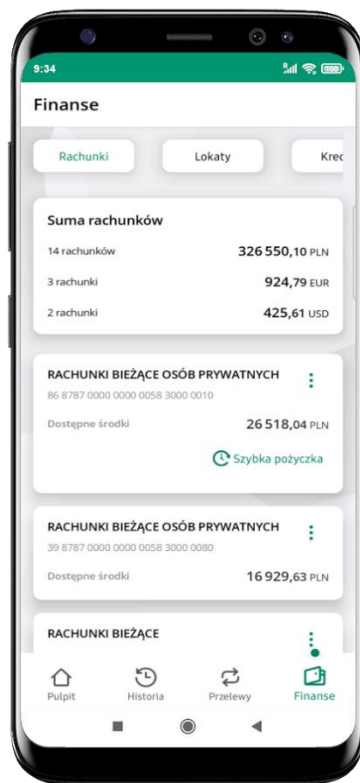 9:34
Finanse
Rachunki Lokaty Kred
Suma rachunków
14 rachunków 326 550,10 PLN
3 rachunki 924,79 EUR
2 rachunki 425,61 USD
RACHUNKI BIEŻĄCE OSÓB PRYWATNYCH
86 8787 0000 0000 0058 3000 0010
Dostępne środki 26 518,04 PLN
Szybka pożyczka
RACHUNKI BIEŻĄCE OSÓB PRYWATNYCH
39 8787 0000 0000 0058 3000 0080
Dostępne środki 16 929,63 PLN
RACHUNKI BIEŻĄCE
Pulpit Historia Przelewy Finanse